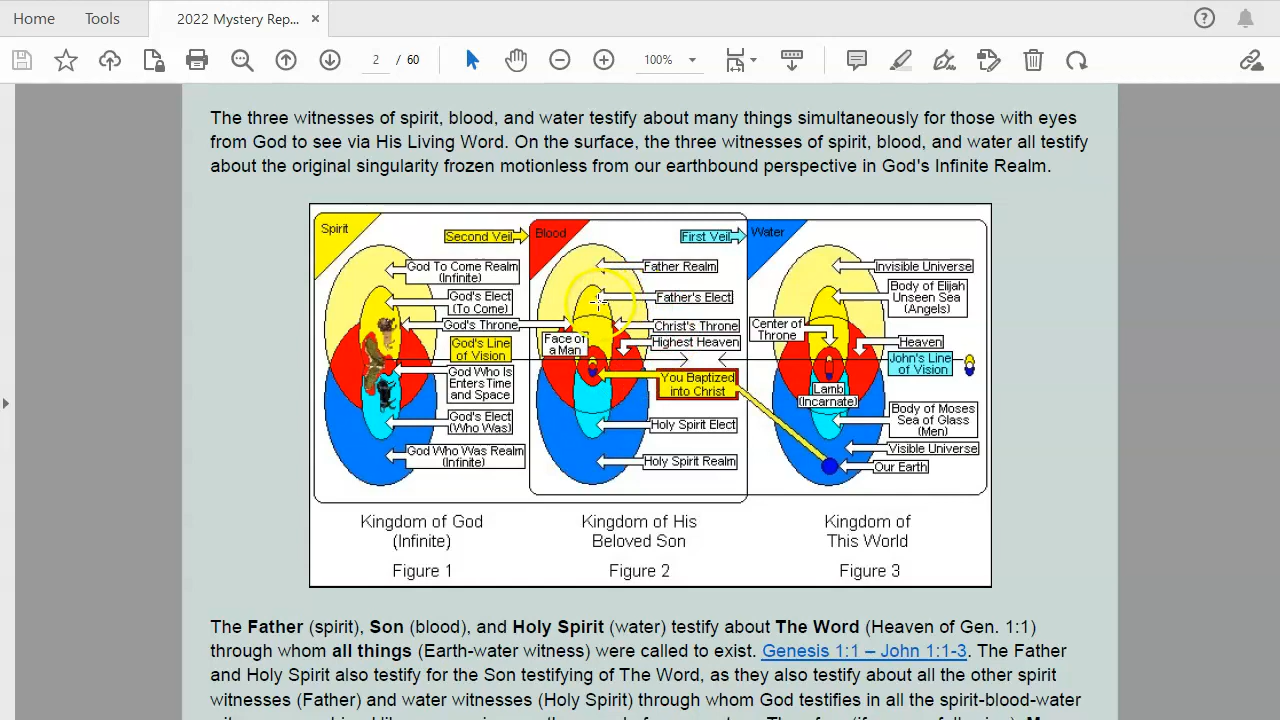 Home
Tools
2022 Mystery Rep...
2 / 60
100%
The three witnesses of spirit, blood, and water testify about many things simultaneously for those with eyes
from God to see via His Living Word. On the surface, the three witnesses of spirit, blood, and water all testify
about the original singularity frozen motionless from our earthbound perspective in God's Infinite Realm.
Spirit
Second Veil
God To Come Realm
(Infinite)
God's Elect
(To Come)
God's Throne
God's Line
of Vision
God Who Is
Enters Time
and Space
God's Elect
(Who Was)
God Who Was Realm
(Infinite)
Blood
First Veil
Father Realm
Father's Elect
Christ's Throne
Face of
a Man
Highest Heaven
You Baptized
into Christ
Holy Spirit Elect
Holy Spirit Realm
Water
Invisible Universe
Body of Elijah
Unseen Sea
(Angels)
Center of
Throne
Heaven
John's Line
of Vision
Lamb
(Incarnate)
Body of Moses
Sea of Glass
(Men)
Visible Universe
Our Earth
Kingdom of God
(Infinite)
Figure 1
Kingdom of His
Beloved Son
Figure 2
Kingdom of
This World
Figure 3
The Father (spirit), Son (blood), and Holy Spirit (water) testify about The Word (Heaven of Gen. 1:1)
through whom all things (Earth-water witness) were called to exist. Genesis 1:1 – John 1:1-3. The Father
and Holy Spirit also testify for the Son testifying of The Word, as they also testify about all the other spirit
witnesses (Father) and water witnesses (Holy Spirit) through whom God testifies in all the spirit-blood-water